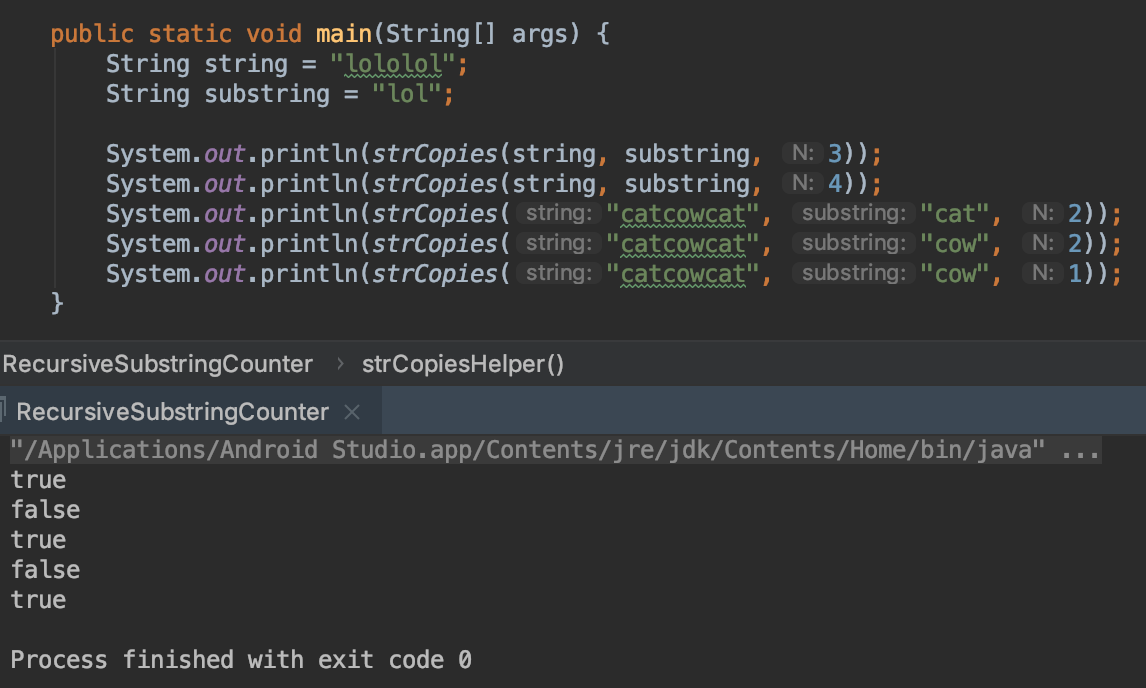 public static void main(String[] args) {
String string = "lolololol";
String substring = "lol";
System.out.println(strCopies(string, substring, N: 3));
System.out.println(strCopies(string, substring, N: 4));
System.out.println(strCopies( string: "catcowcat", substring: "cat", N: 2));
System.out.println(strCopies( string: "catcowcat", substring: "cow", N: 2));
System.out.println(strCopies( string: "catcowcat", substring: "cow", N: 1));
}
RecursiveSubstringCounter › strCopiesHelper()
RecursiveSubstringCounter ×
"/Applications/Android Studio.app/Contents/jre/jdk/Contents/Home/bin/java" ...
true
false
true
false
true
Process finished with exit code 0